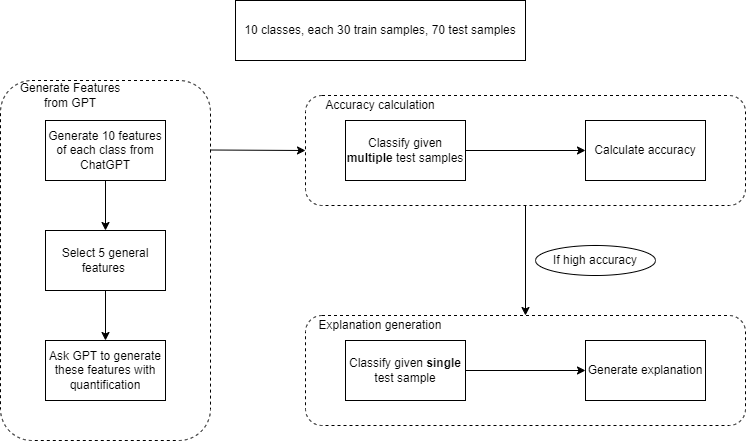 10 classes, each 30 train samples, 70 test samples
Generate Features
from GPT
Generate 10 features
of each class from
ChatGPT
Select 5 general
features
Ask GPT to generate
these features with
quantification
Accuracy calculation
Classify given
multiple test samples
Calculate accuracy
If high accuracy
Explanation generation
Classify given single
test sample
Generate explanation